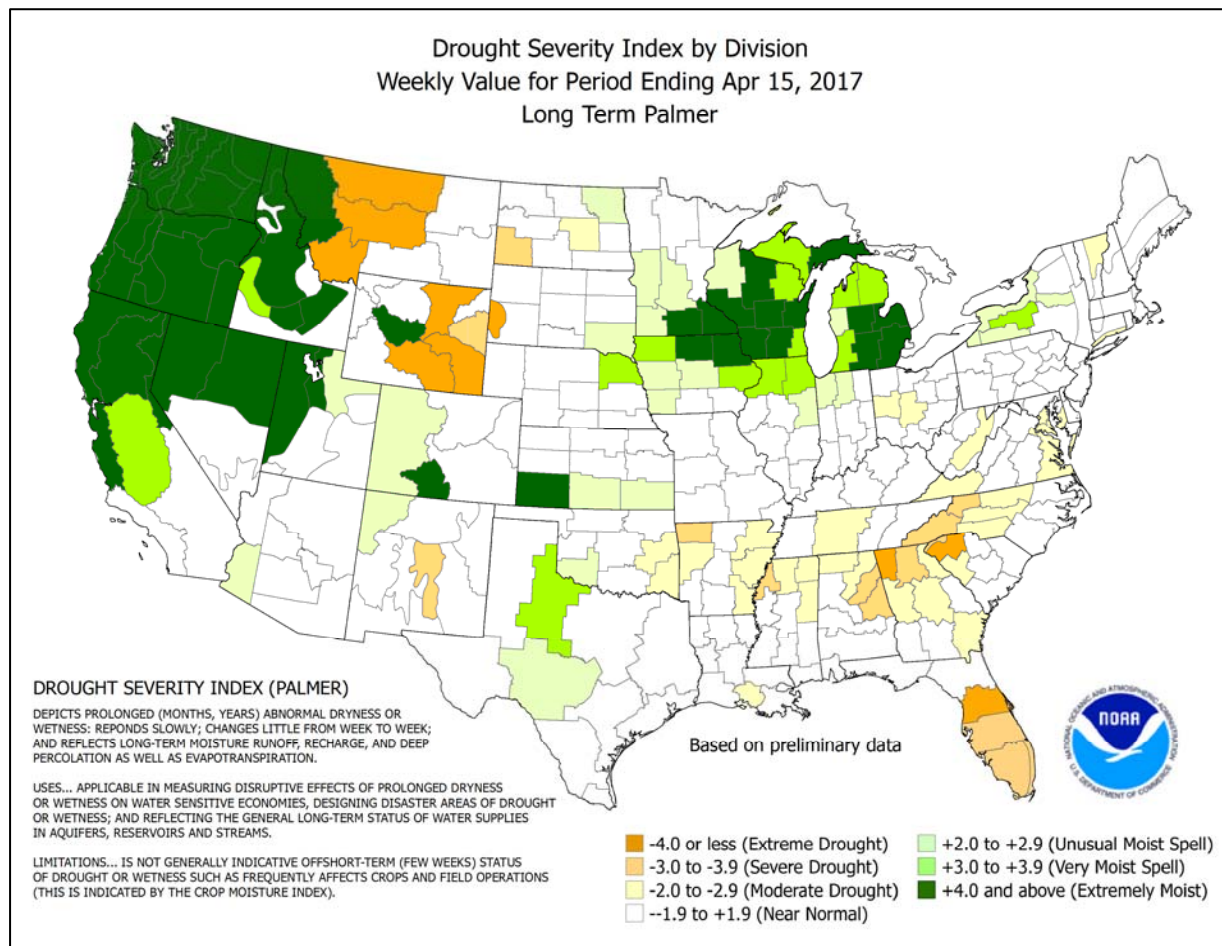 Drought Severity Index by Division
Weekly Value for Period Ending Apr 15, 2017
Long Term Palmer
DROUGHT SEVERITY INDEX (PALMER)
DEPICTS PROLONGED (MONTHS, YEARS) ABNORMAL DRYNESS OR
WETNESS: REPONDS SLOWLY; CHANGES LITTLE FROM WEEK TO WEEK;
AND REFLECTS LONG-TERM MOISTURE RUNOFF, RECHARGE, AND DEEP
PERCOLATION AS WELL AS EVAPOTRANSPIRATION.
USES... APPLICABLE IN MEASURING DISRUPTIVE EFFECTS OF PROLONGED DRYNESS
OR WETNESS ON WATER SENSITIVE ECONOMIES, DESIGNING DISASTER AREAS OF DROUGHT
OR WETNESS; AND REFLECTING THE GENERAL LONG-TERM STATUS OF WATER SUPPLIES
IN AQUIFERS, RESERVOIRS AND STREAMS.
LIMITATIONS... IS NOT GENERALLY INDICATIVE OFFSHORT-TERM (FEW WEEKS) STATUS
OF DROUGHT OR WETNESS SUCH AS FREQUENTLY AFFECTS CROPS AND FIELD OPERATIONS
(THIS IS INDICATED BY THE CROP MOISTURE INDEX).
Based on preliminary data
NATIONAL OCEANIC AND ATMOSPHERIC ADMINISTRATION
NOAA
U.S. DEPARTMENT OF COMMERCE
-4.0 or less (Extreme Drought)
-3.0 to -3.9 (Severe Drought)
-2.0 to -2.9 (Moderate Drought)
--1.9 to +1.9 (Near Normal)
+2.0 to +2.9 (Unusual Moist Spell)
+3.0 to +3.9 (Very Moist Spell)
+4.0 and above (Extremely Moist)